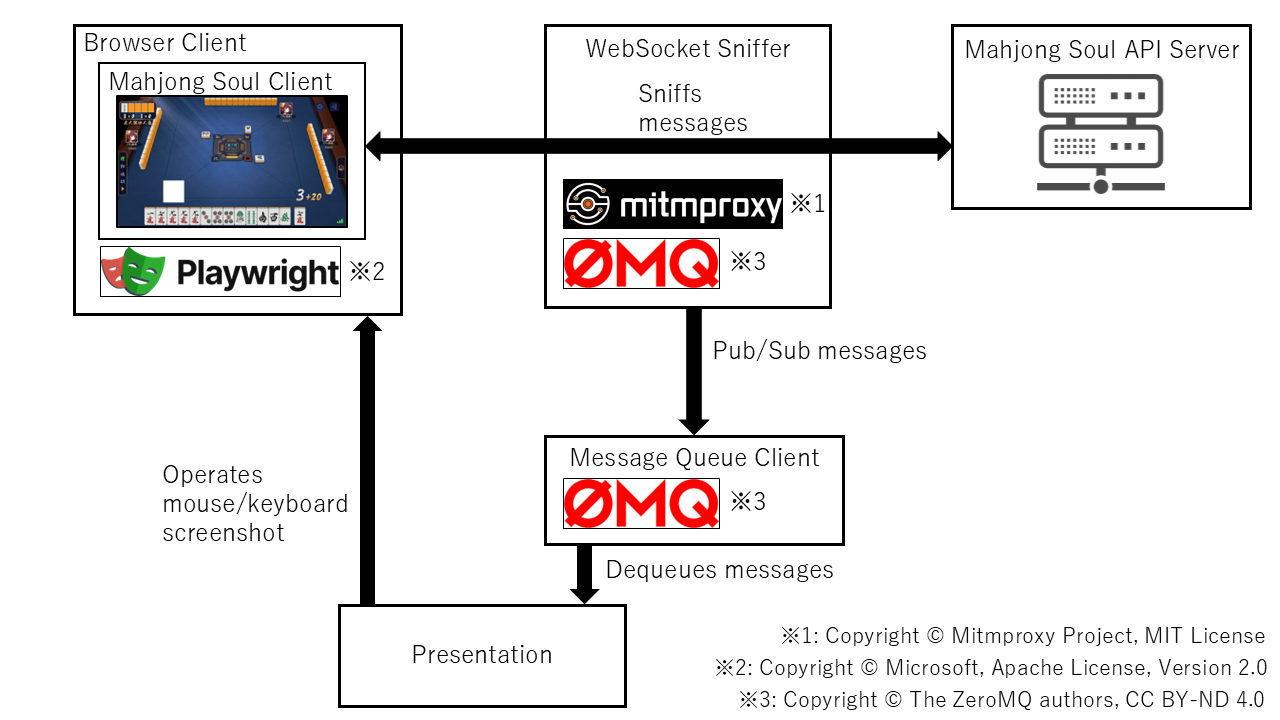 Browser Client
Mahjong Soul Client
3+20
Playwright ※2
WebSocket Sniffer
Sniffs
messages
mitmproxy ※1
ØMQ ※3
Mahjong Soul API Server
Pub/Sub messages
Message Queue Client
ØMQ ※3
Operates
mouse/keyboard
screenshot
Dequeues messages
Presentation
※1: Copyright © Mitmproxy Project, MIT License
※2: Copyright © Microsoft, Apache License, Version 2.0
※3: Copyright © The ZeroMQ authors, CC BY-ND 4.0